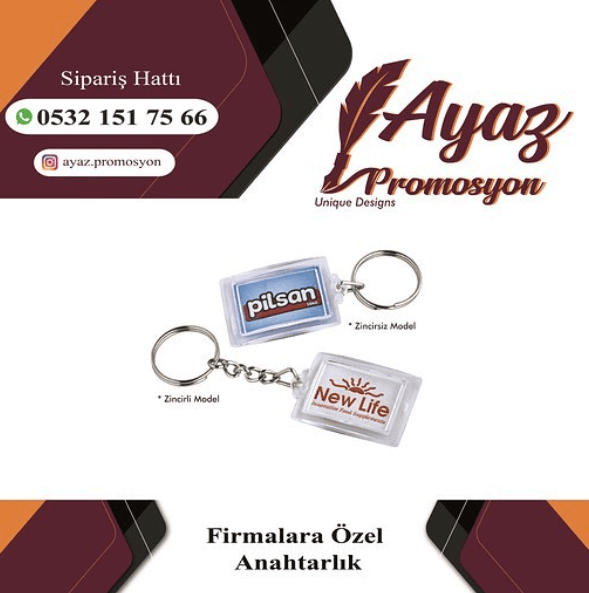 Sipariş Hattı
0532 151 75 66
ayaz.promosyon
Ayaz
Promosyon
Unique Designs
pilsan
* Zincirsiz Model
New Life
* Zincirli Model
Firmalara Özel
Anahtarlık